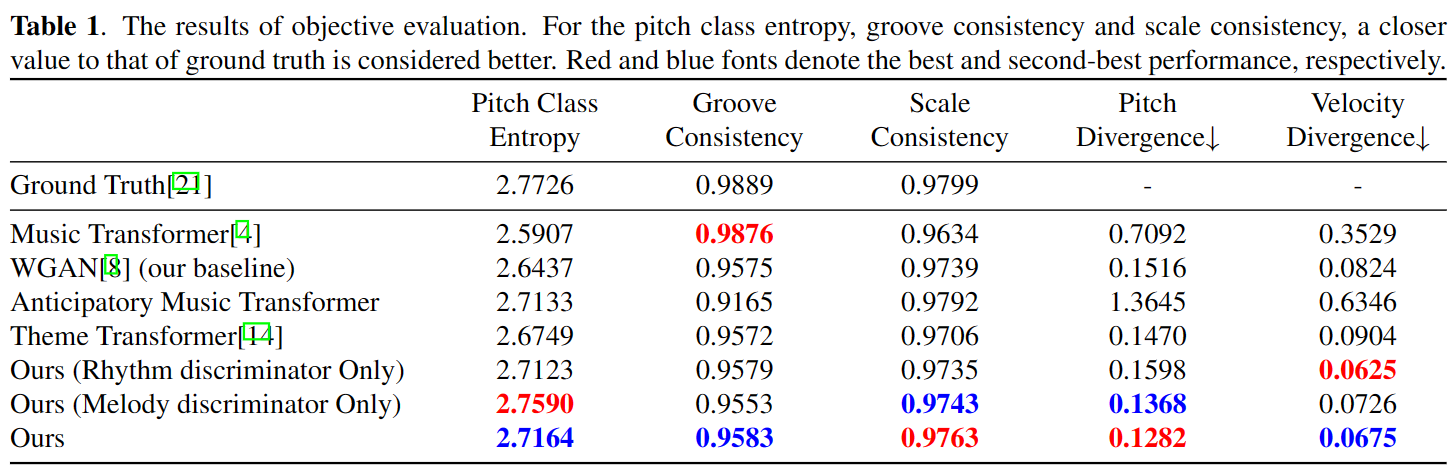 Table 1. The results of objective evaluation. For the pitch class entropy, groove consistency and scale consistency, a closer
value to that of ground truth is considered better. Red and blue fonts denote the best and second-best performance, respectively.
Pitch Class Groove Scale Pitch Velocity
Entropy Consistency Consistency Divergence↓ Divergence↓
Ground Truth[21] 2.7726 0.9889 0.9799 - -
Music Transformer[4] 2.5907 0.9876 0.9634 0.7092 0.3529
WGAN[8] (our baseline) 2.6437 0.9575 0.9739 0.1516 0.0824
Anticipatory Music Transformer 2.7133 0.9165 0.9792 1.3645 0.6346
Theme Transformer[14] 2.6749 0.9572 0.9706 0.1470 0.0904
Ours (Rhythm discriminator Only) 2.7123 0.9579 0.9735 0.1598 0.0625
Ours (Melody discriminator Only) 2.7590 0.9553 0.9743 0.1368 0.0726
Ours 2.7164 0.9583 0.9763 0.1282 0.0675